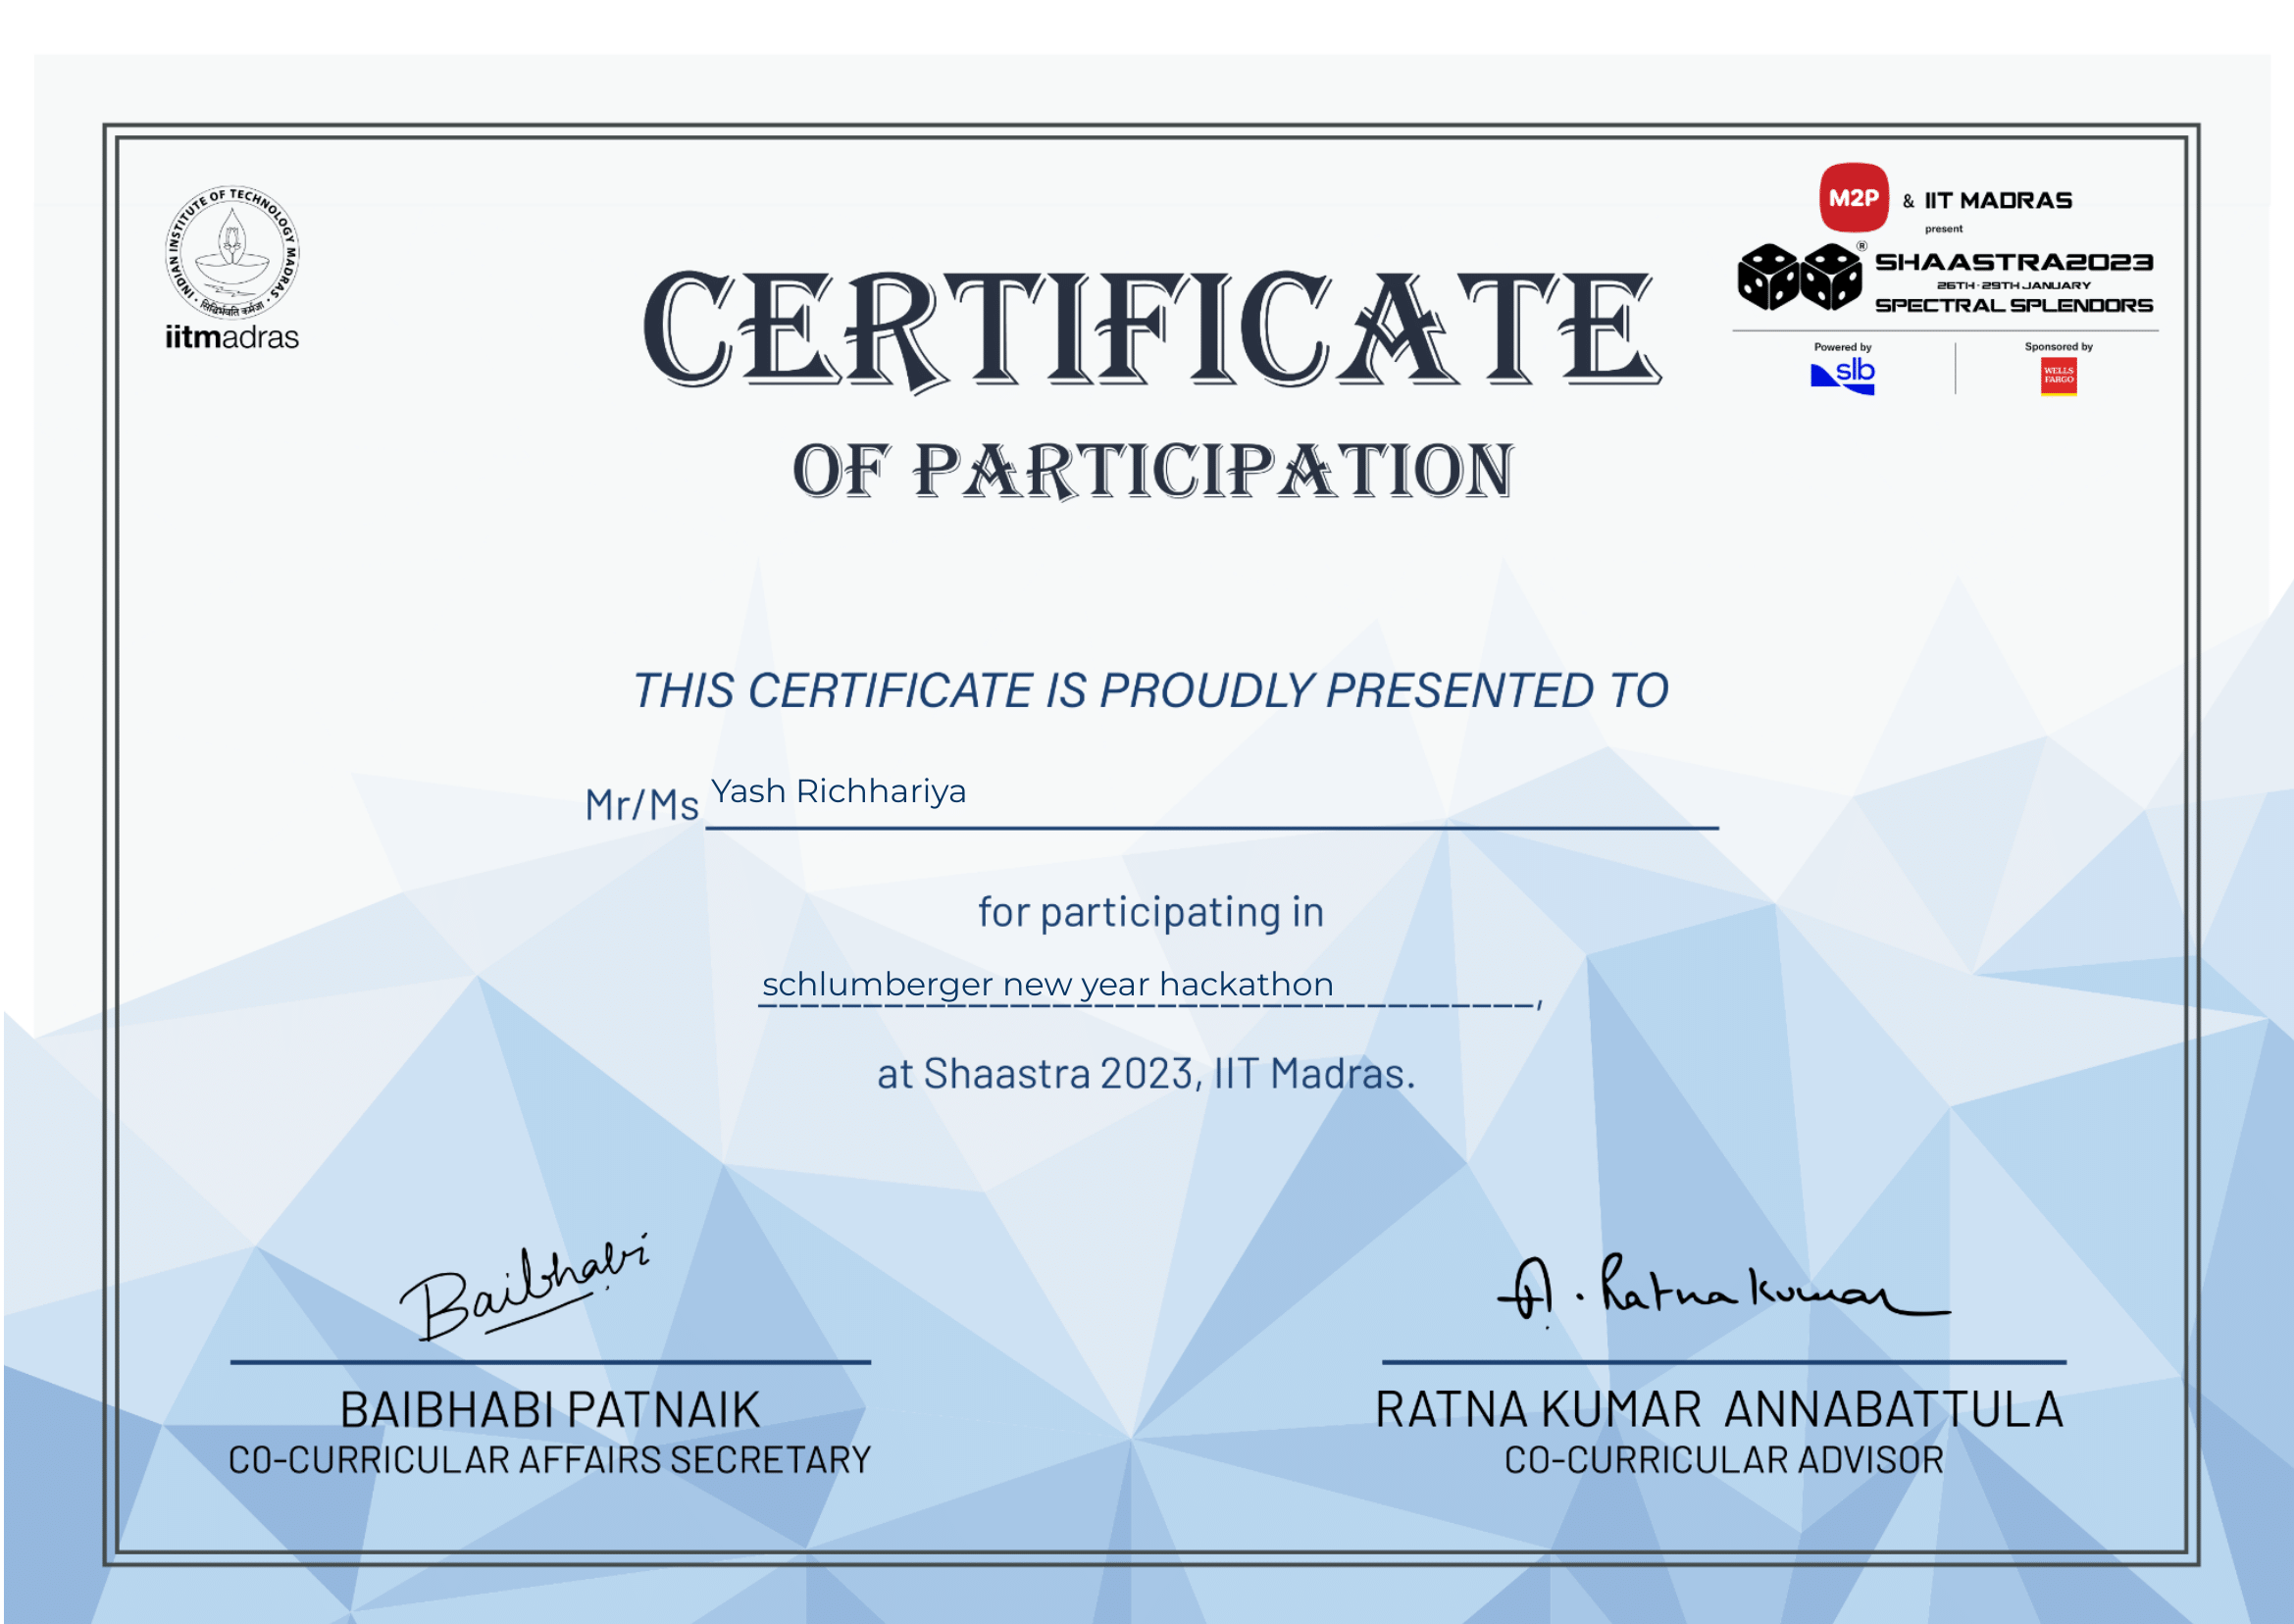 INDIAN INSTITUTE OF TECHNOLOGY MADRAS
सिद्धिर्भवति कर्मजा
iitmadras
M2P & IIT MADRAS
present
SHAASTRA2023
®
26TH - 29TH JANUARY
SPECTRAL SPLENDORS
Powered by
slb
Sponsored by
WELLS
FARGO
CERTIFICATE
OF PARTICIPATION
THIS CERTIFICATE IS PROUDLY PRESENTED TO
Mr/Ms Yash Richhariya
for participating in
schlumberger new year hackathon,
at Shaastra 2023, IIT Madras.
Baibhabi
A. Ratna Kumar
BAIBHABI PATNAIK
CO-CURRICULAR AFFAIRS SECRETARY
RATNA KUMAR ANNABATTULA
CO-CURRICULAR ADVISOR